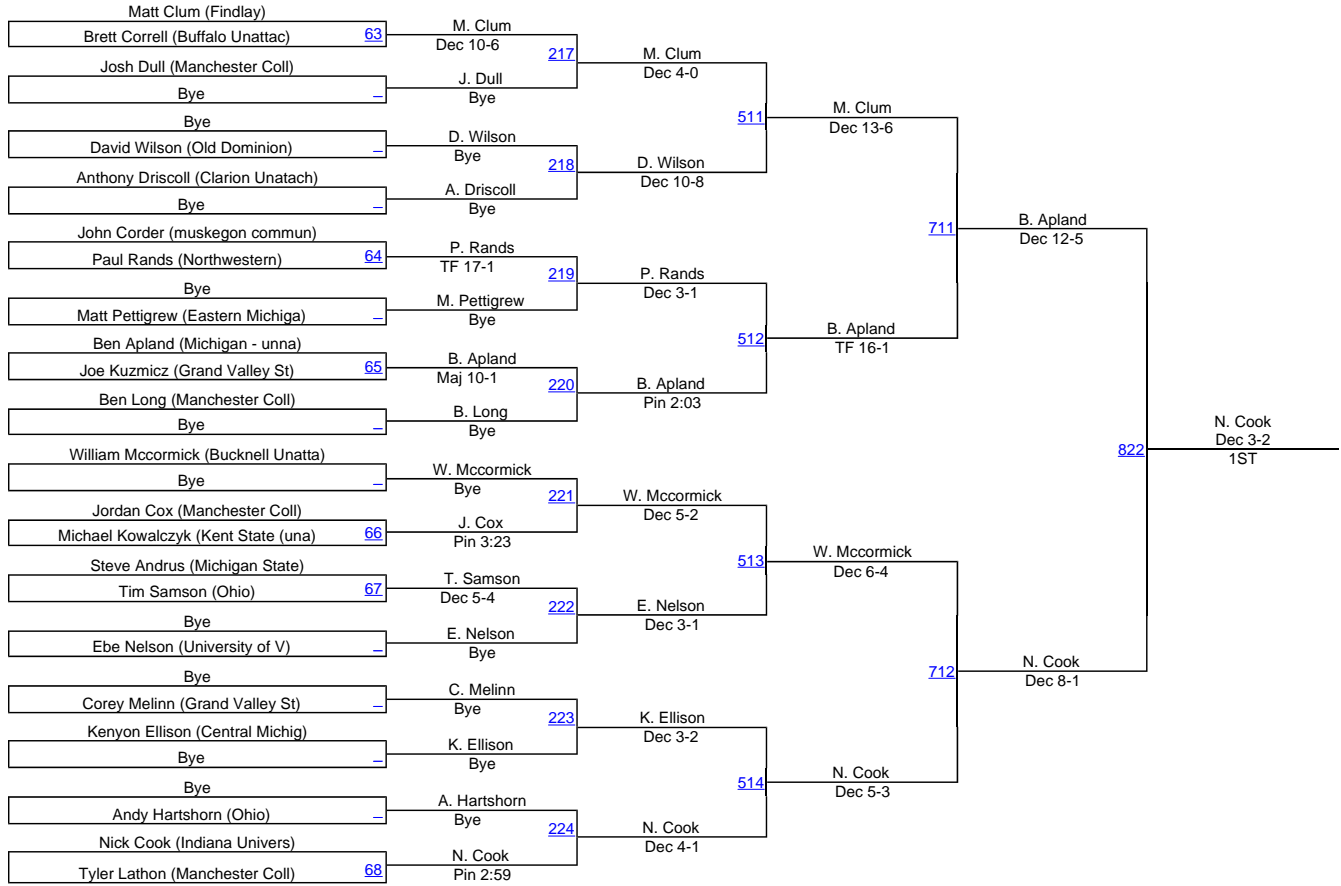 Matt Clum (Findlay)
Brett Correll (Buffalo Unattac) 63
Josh Dull (Manchester Coll)
Bye –
Bye
David Wilson (Old Dominion) –
Anthony Driscoll (Clarion Unatach)
Bye –
John Corder (muskegon commun)
Paul Rands (Northwestern) 64
Bye
Matt Pettigrew (Eastern Michiga) –
Ben Apland (Michigan - unna)
Joe Kuzmicz (Grand Valley St) 65
Ben Long (Manchester Coll)
Bye –
William Mccormick (Bucknell Unatta)
Bye –
Jordan Cox (Manchester Coll)
Michael Kowalczyk (Kent State (una) 66
Steve Andrus (Michigan State)
Tim Samson (Ohio) 67
Bye
Ebe Nelson (University of V) –
Bye
Corey Melinn (Grand Valley St) –
Kenyon Ellison (Central Michig)
Bye –
Bye
Andy Hartshorn (Ohio) –
Nick Cook (Indiana Univers)
Tyler Lathon (Manchester Coll) 68
M. Clum
Dec 10-6
217
J. Dull
Bye
D. Wilson
Bye
218
A. Driscoll
Bye
P. Rands
TF 17-1
219
M. Pettigrew
Bye
B. Apland
Maj 10-1
220
B. Long
Bye
W. Mccormick
Bye
221
J. Cox
Pin 3:23
T. Samson
Dec 5-4
222
E. Nelson
Bye
C. Melinn
Bye
223
K. Ellison
Bye
A. Hartshorn
Bye
224
N. Cook
Pin 2:59
M. Clum
Dec 4-0
511
D. Wilson
Dec 10-8
P. Rands
Dec 3-1
512
B. Apland
Pin 2:03
W. Mccormick
Dec 5-2
513
E. Nelson
Dec 3-1
K. Ellison
Dec 3-2
514
N. Cook
Dec 4-1
M. Clum
Dec 13-6
711
B. Apland
TF 16-1
W. Mccormick
Dec 6-4
712
N. Cook
Dec 5-3
B. Apland
Dec 12-5
822
N. Cook
Dec 8-1
N. Cook
Dec 3-2
1ST